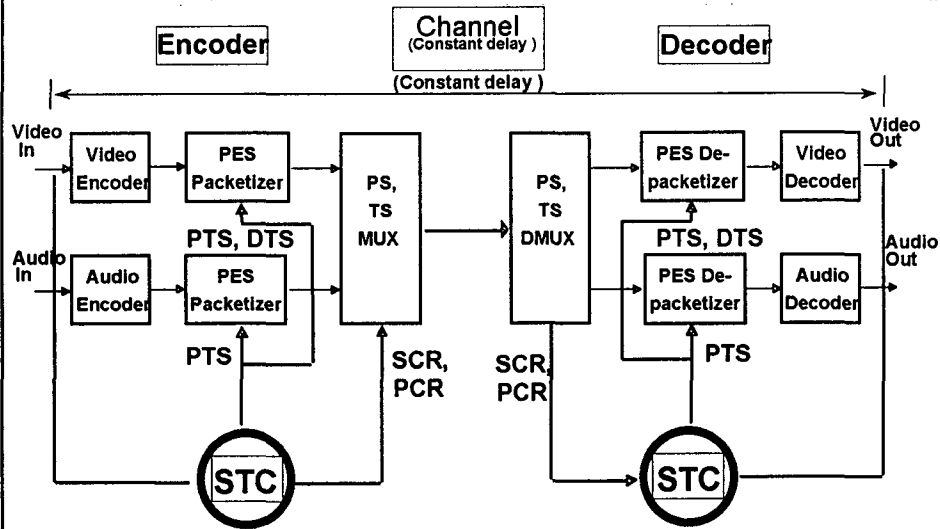 Encoder
Channel
(Constant delay )
Decoder
(Constant delay )
Video
In
Video
Encoder
PES
Packetizer
PS,
TS
MUX
PS,
TS
DMUX
PES De-
packetizer
Video
Decoder
Video
Out
PTS, DTS
PTS, DTS
Audio
In
Audio
Encoder
PES
Packetizer
PES De-
packetizer
Audio
Decoder
Audio
Out
PTS
SCR,
PCR
SCR,
PCR
PTS
STC
STC